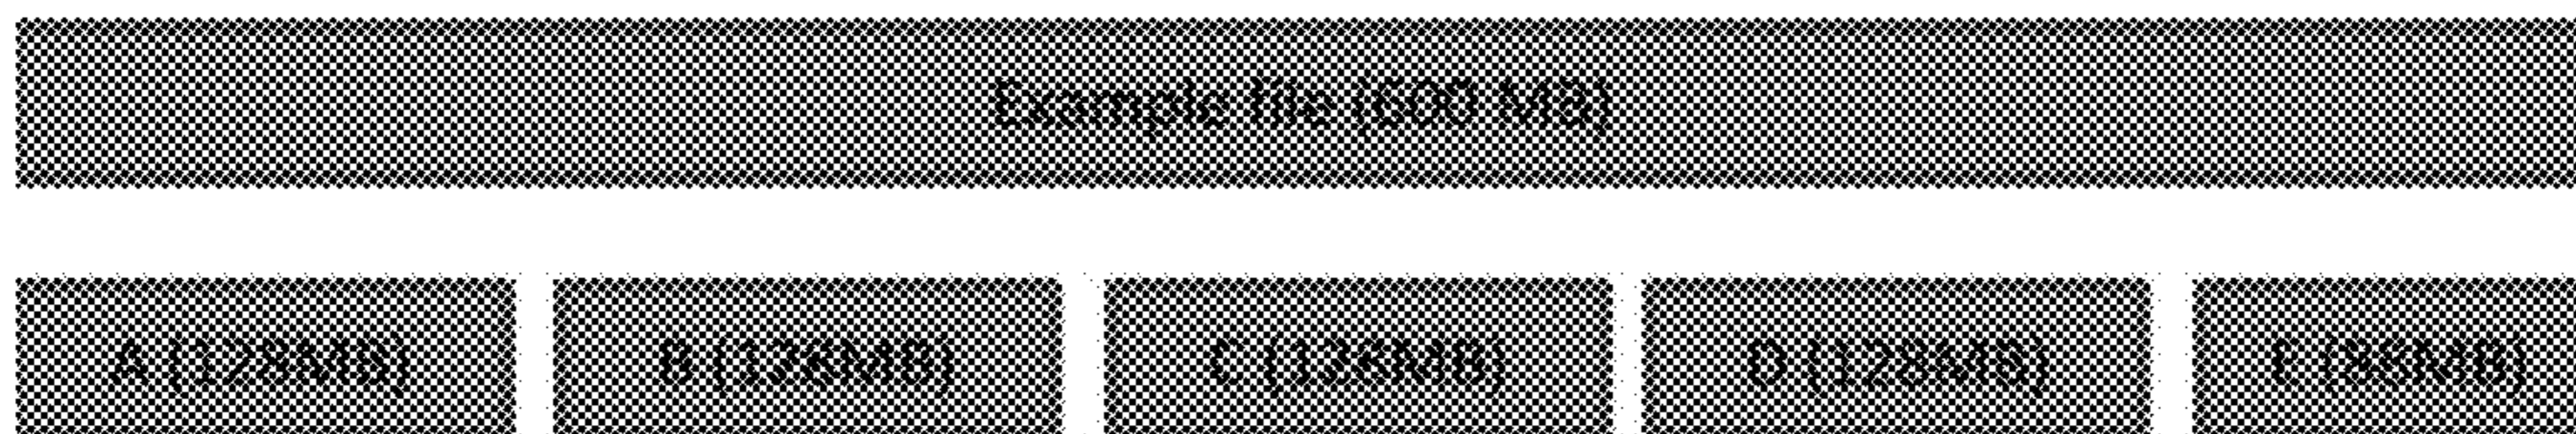 Example file (600 MB)
A (128MB) B (128MB) C (128MB) D (128MB) E (88MB)